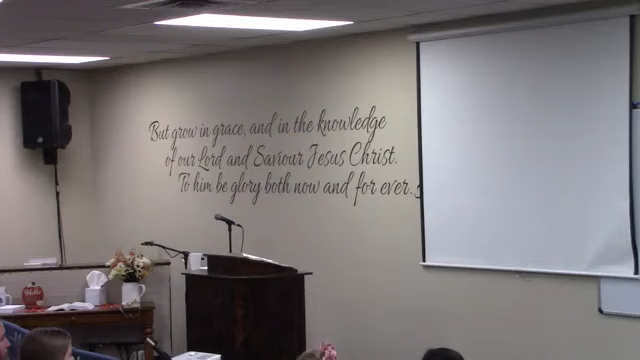 But grow in grace, and in the knowledge
of our Lord and Saviour Jesus Christ.
To him be glory both now and for ever.
Hello